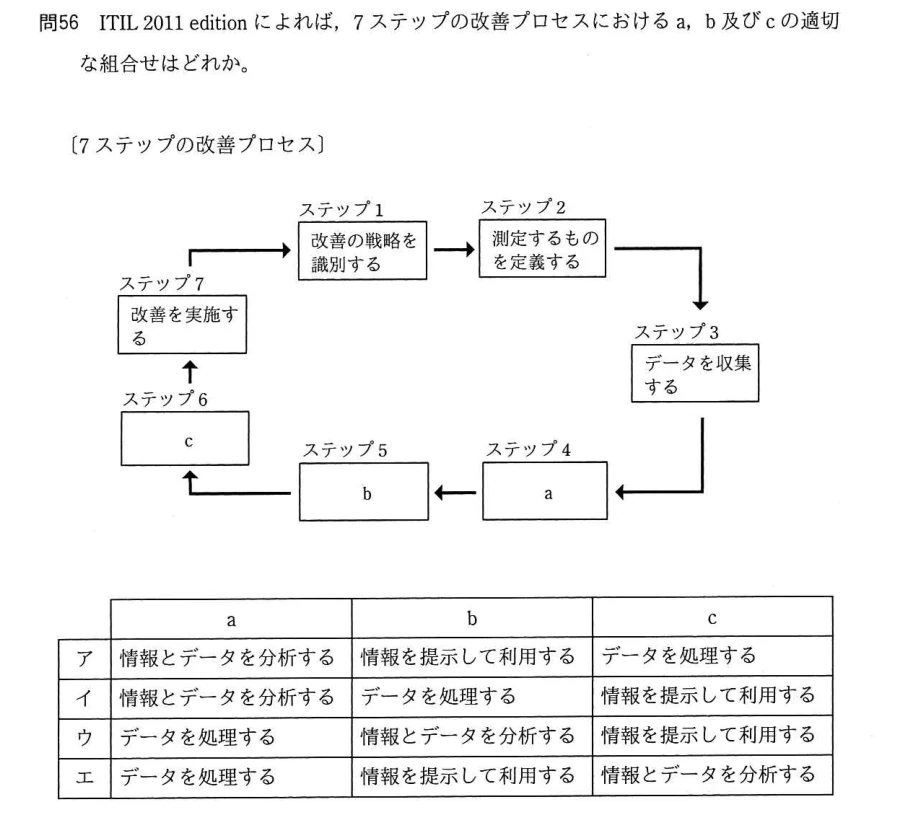 問56 ITIL 2011 edition によれば，7 ステップの改善プロセスにおける a，b 及び c の適切
な組合せはどれか。
〔7 ステップの改善プロセス〕
ステップ 1
改善の戦略を
識別する
ステップ 2
測定するもの
を定義する
ステップ 3
データを収集
する
ステップ 4
a
ステップ 5
b
ステップ 6
c
ステップ 7
改善を実施す
る
a b c
ア 情報とデータを分析する 情報を提示して利用する データを処理する
イ 情報とデータを分析する データを処理する 情報を提示して利用する
ウ データを処理する 情報とデータを分析する 情報を提示して利用する
エ データを処理する 情報を提示して利用する 情報とデータを分析する